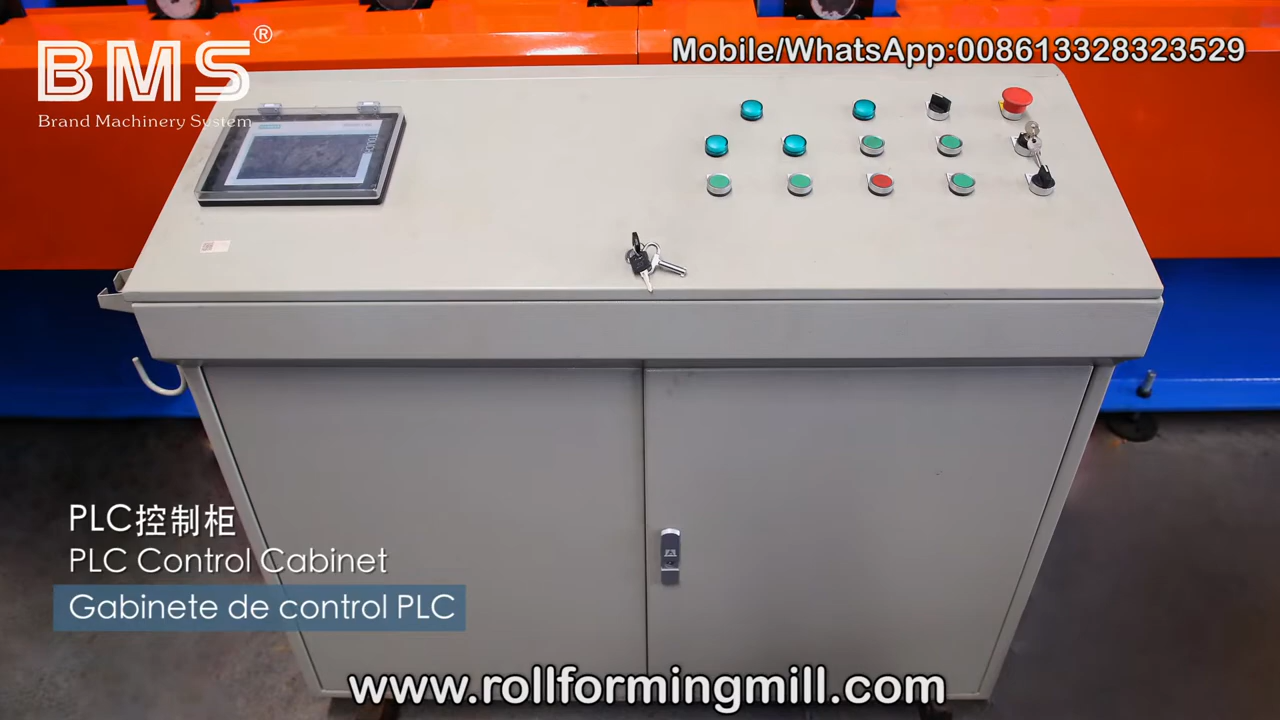 BMS®
Brand Machinery System
Mobile/WhatsApp:008613328323529
TOUCH
PLC控制柜
PLC Control Cabinet
Gabinete de control PLC
www.rollformingmill.com